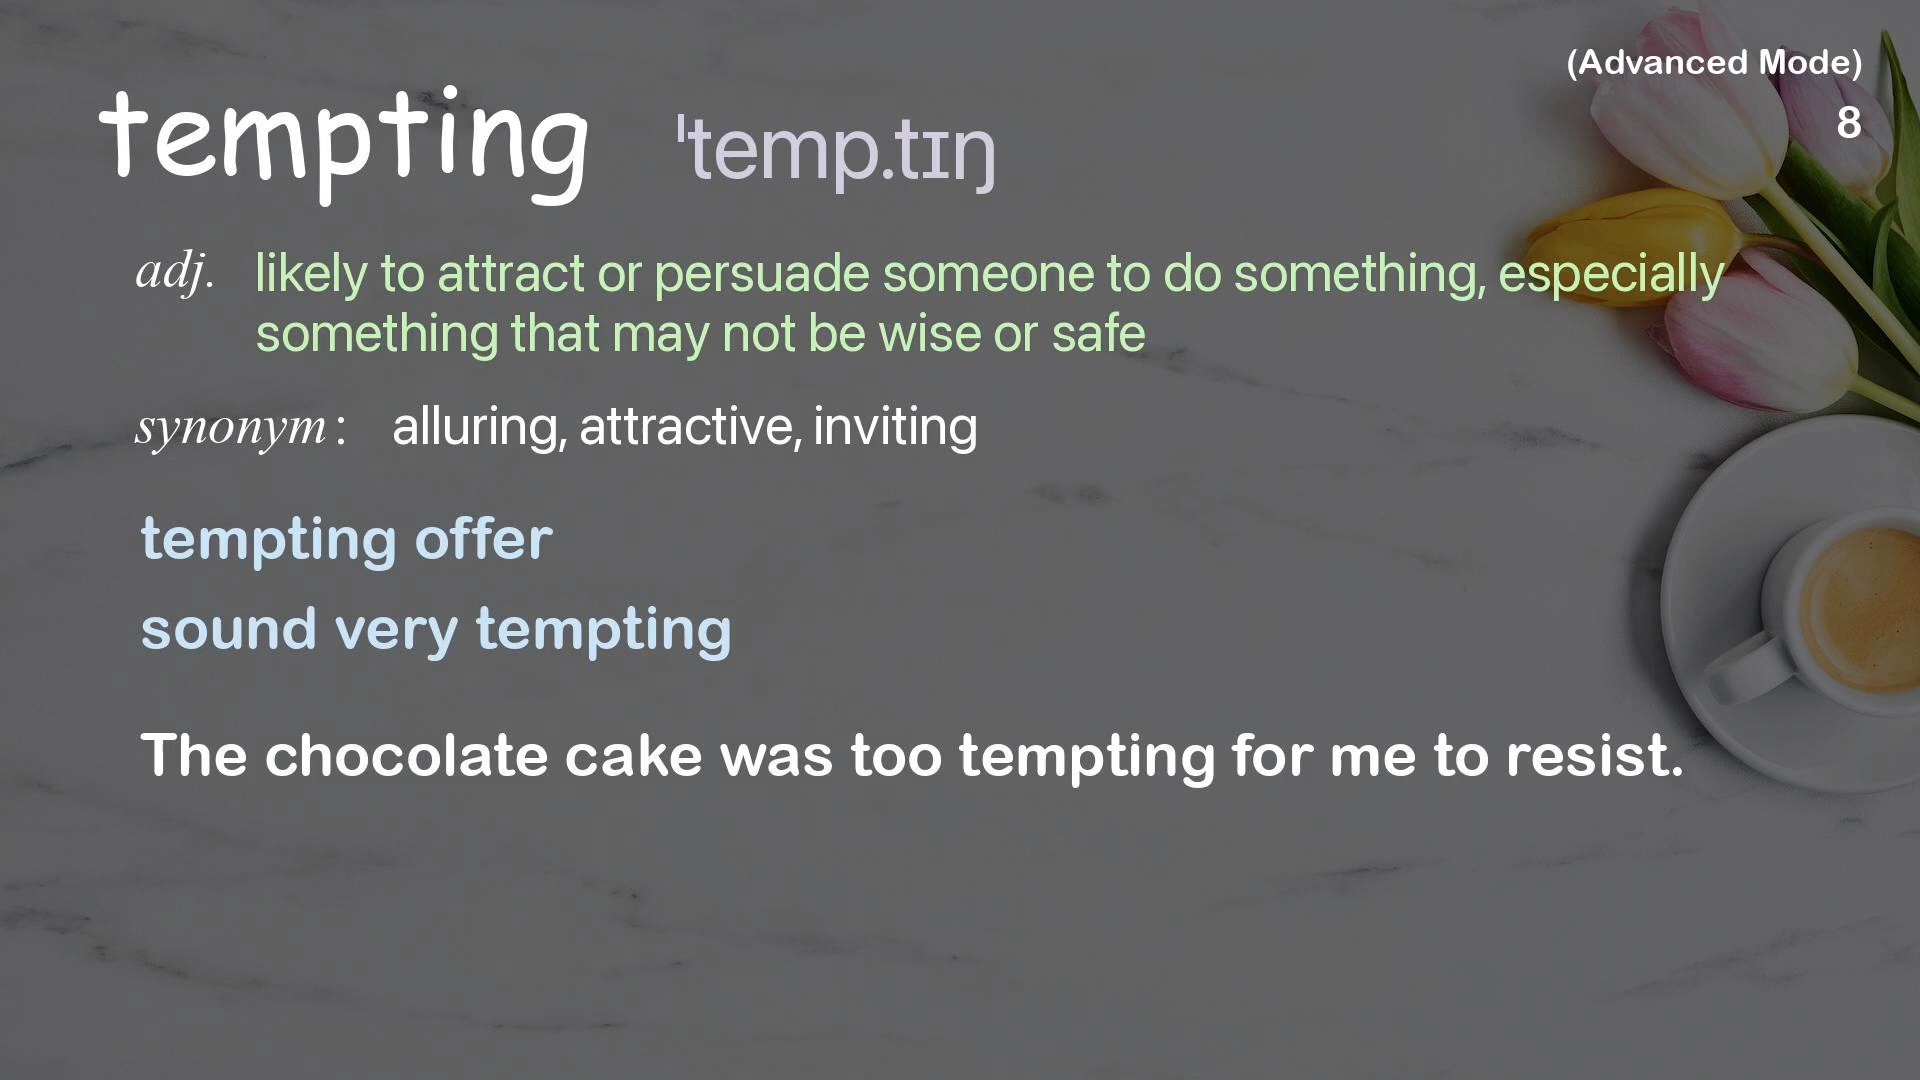 (Advanced Mode)
8
tempting ˈtemp.tɪŋ
adj. likely to attract or persuade someone to do something, especially
something that may not be wise or safe
synonym : alluring, attractive, inviting
tempting offer
sound very tempting
The chocolate cake was too tempting for me to resist.